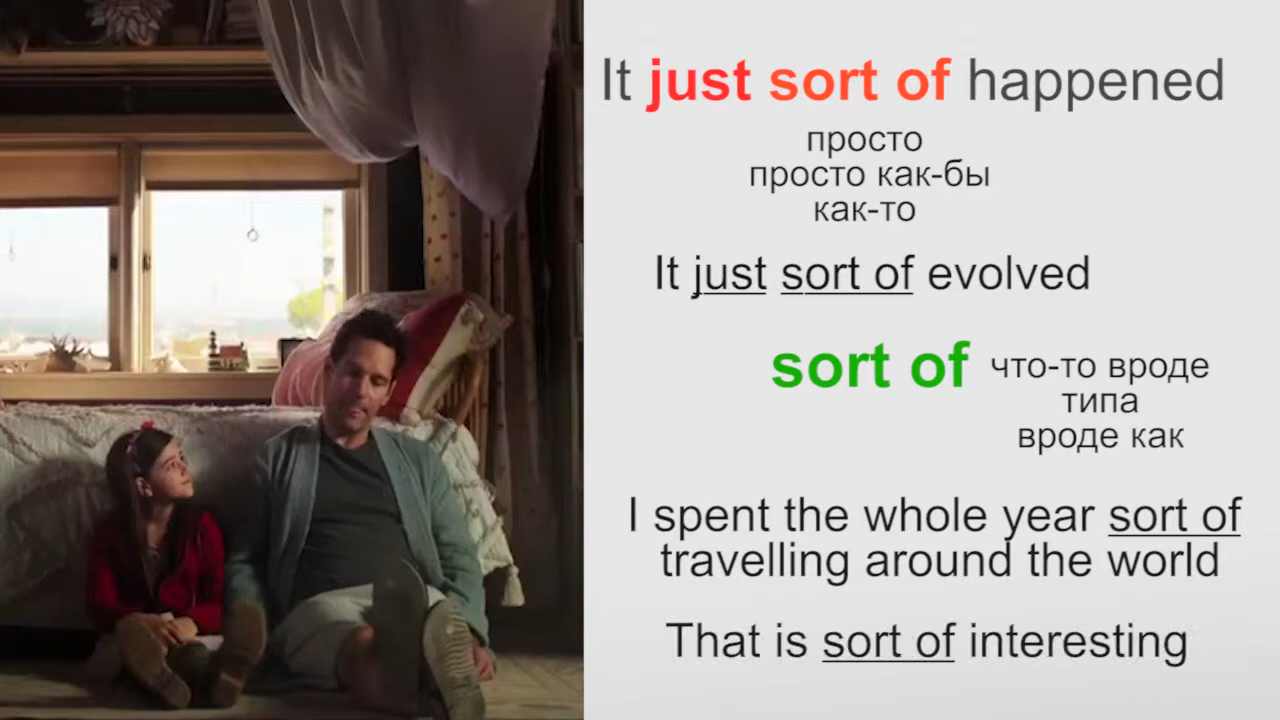 It just sort of happened
просто
просто как-бы
как-то
It just sort of evolved
sort of что-то вроде
типа
вроде как
I spent the whole year sort of
travelling around the world
That is sort of interesting